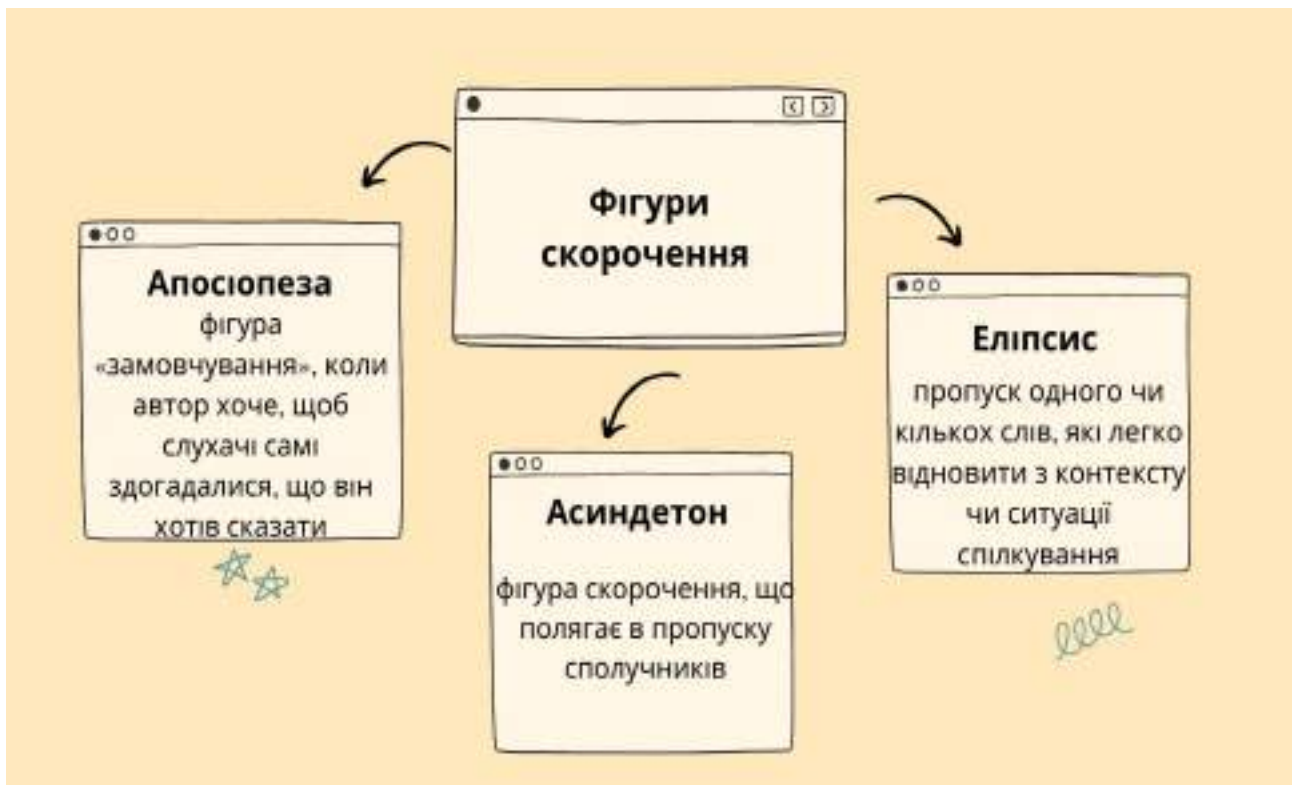 Фігури
скорочення
Апосіопеза
фігура
«замовчування», коли
автор хоче, щоб
слухачі самі
здогадалися, що він
хотів сказати
Асиндетон
фігура скорочення, що
полягає в пропуску
сполучників
Еліпсис
пропуск одного чи
кількох слів, які легко
відновити з контексту
чи ситуації
спілкування